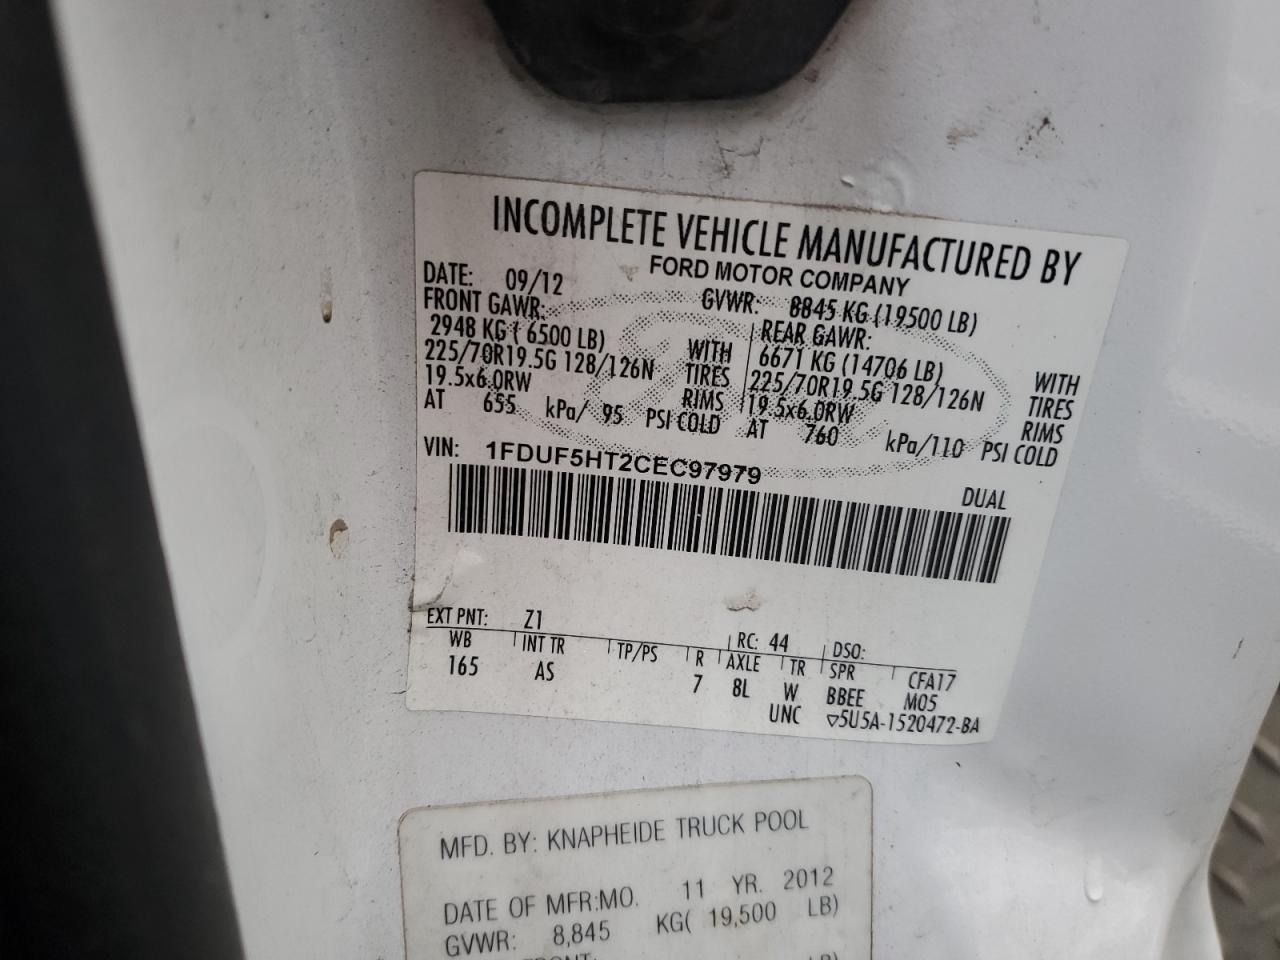 INCOMPLETE VEHICLE MANUFACTURED BY
FORD MOTOR COMPANY
DATE: 09/12 GVWR: 8845 KG (19500 LB)
FRONT GAWR: REAR GAWR:
2948 KG ( 6500 LB) WITH 6671 KG (14706 LB) WITH
225/70R19.5G 128/126N TIRES 225/70R19.5G 128/126N TIRES
19.5x6.0RW RIMS 19.5x6.0RW RIMS
AT 655 kPa/ 95 PSI COLD AT 760 kPa/110 PSI COLD
VIN: 1FDUF5HT2CEC97979
DUAL
EXT PNT: Z1 RC: 44 DSO:
WB INT TR TP/PS R AXLE TR SPR CFA17
165 AS 7 8L W BBEE M05
UNC ▽5U5A-1520472-BA
MFD. BY: KNAPHEIDE TRUCK POOL
DATE OF MFR:MO. 11 YR. 2012
GVWR: 8,845 KG( 19,500 LB)
FRONT: LB)